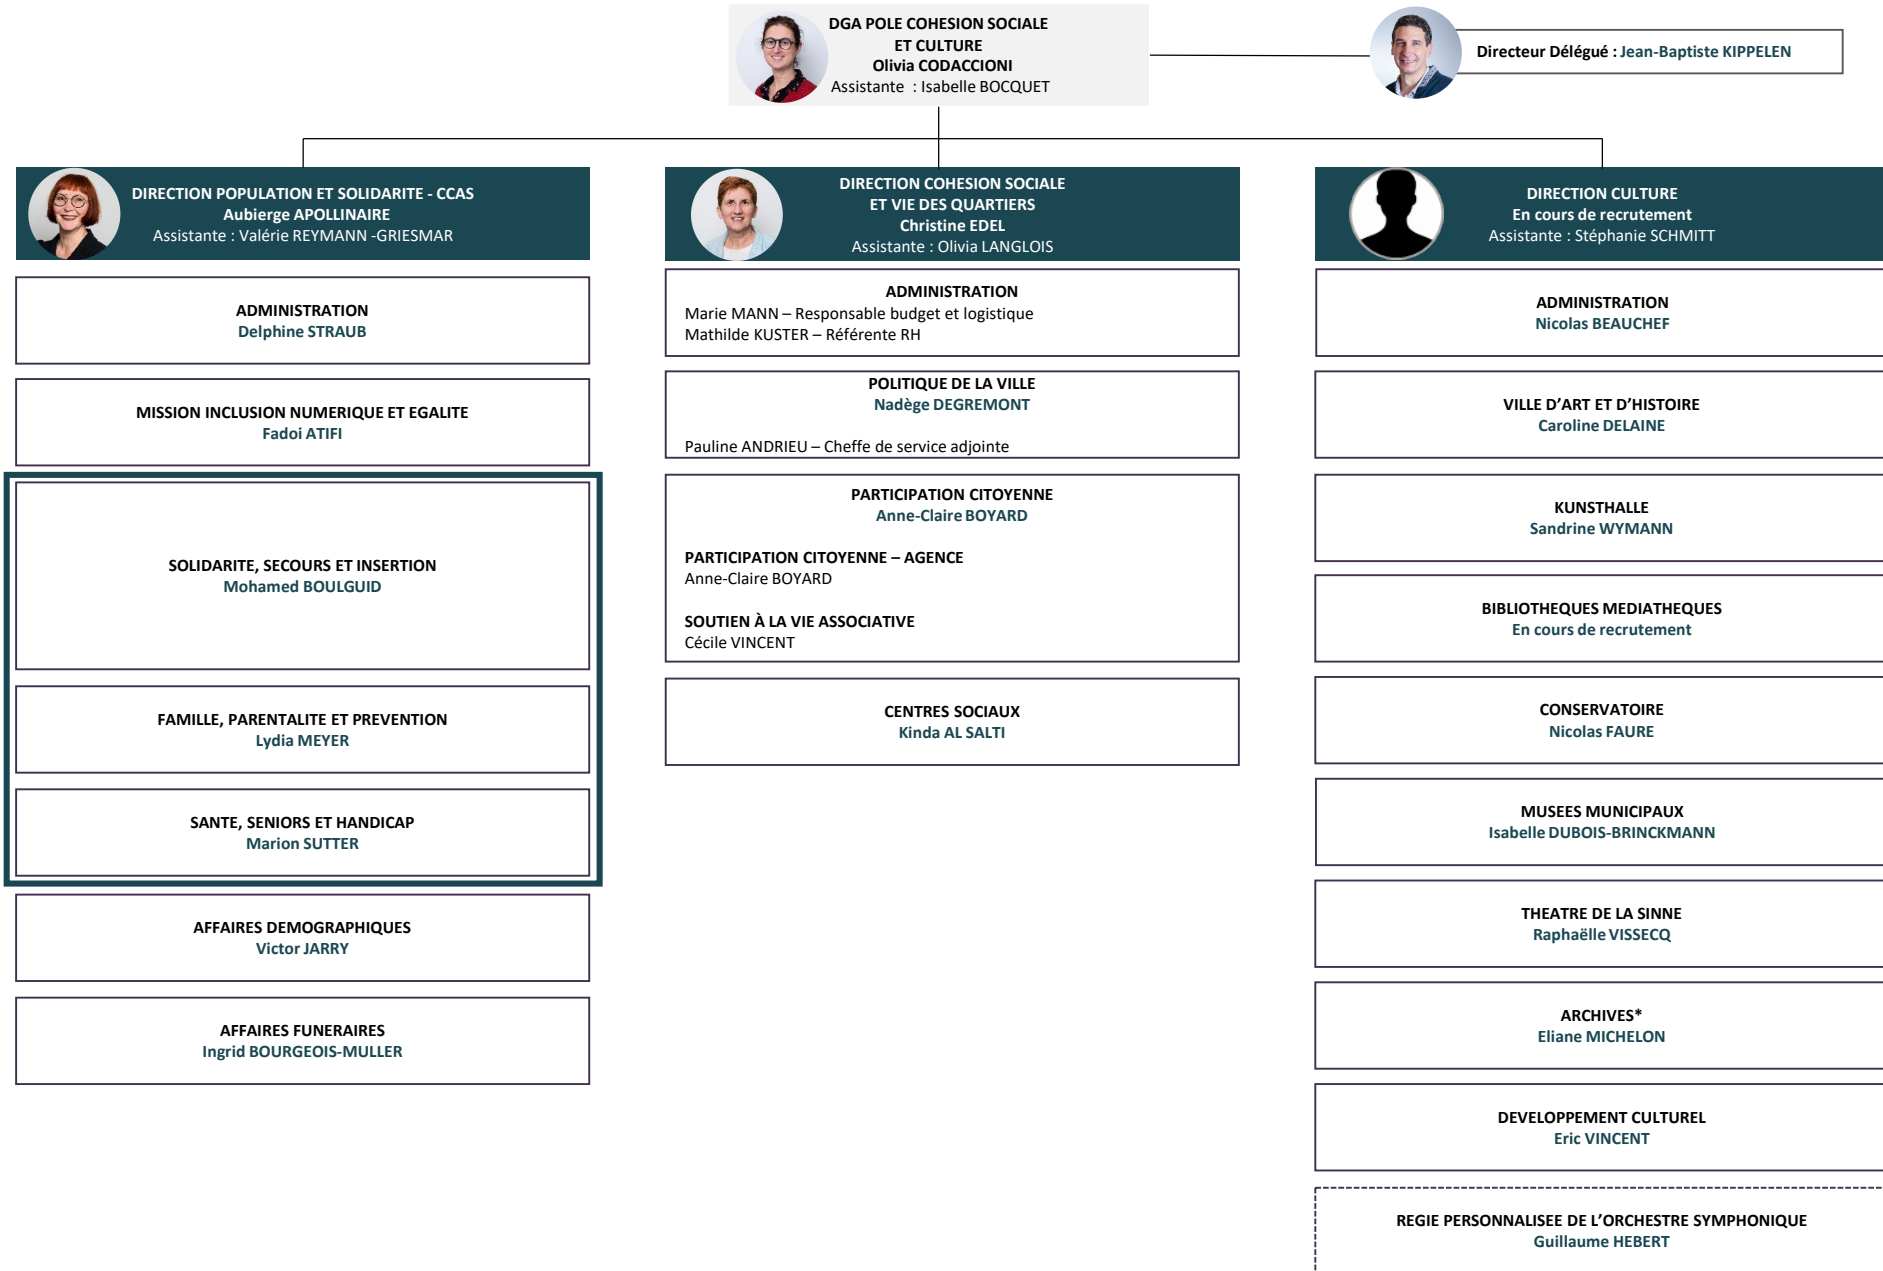 DGA POLE COHESION SOCIALE
ET CULTURE
Olivia CODACCIONI
Assistante : Isabelle BOCQUET
Directeur Délégué : Jean-Baptiste KIPPELEN
DIRECTION POPULATION ET SOLIDARITE - CCAS
Aubierge APOLLINAIRE
Assistante : Valérie REYMANN -GRIESMAR
ADMINISTRATION
Delphine STRAUB
MISSION INCLUSION NUMERIQUE ET EGALITE
Fadoi ATIFI
SOLIDARITE, SECOURS ET INSERTION
Mohamed BOULGUID
FAMILLE, PARENTALITE ET PREVENTION
Lydia MEYER
SANTE, SENIORS ET HANDICAP
Marion SUTTER
AFFAIRES DEMOGRAPHIQUES
Victor JARRY
AFFAIRES FUNERAIRES
Ingrid BOURGEOIS-MULLER
DIRECTION COHESION SOCIALE
ET VIE DES QUARTIERS
Christine EDEL
Assistante : Olivia LANGLOIS
ADMINISTRATION
Marie MANN – Responsable budget et logistique
Mathilde KUSTER – Référente RH
POLITIQUE DE LA VILLE
Nadège DEGREMONT
Pauline ANDRIEU – Cheffe de service adjointe
PARTICIPATION CITOYENNE
Anne-Claire BOYARD
PARTICIPATION CITOYENNE – AGENCE
Anne-Claire BOYARD
SOUTIEN À LA VIE ASSOCIATIVE
Cécile VINCENT
CENTRES SOCIAUX
Kinda AL SALTI
DIRECTION CULTURE
En cours de recrutement
Assistante : Stéphanie SCHMITT
ADMINISTRATION
Nicolas BEAUCHEF
VILLE D’ART ET D’HISTOIRE
Caroline DELAINE
KUNSTHALLE
Sandrine WYMANN
BIBLIOTHEQUES MEDIATHEQUES
En cours de recrutement
CONSERVATOIRE
Nicolas FAURE
MUSEES MUNICIPAUX
Isabelle DUBOIS-BRINCKMANN
THEATRE DE LA SINNE
Raphaëlle VISSECQ
ARCHIVES*
Eliane MICHELON
DEVELOPPEMENT CULTUREL
Eric VINCENT
REGIE PERSONNALISEE DE L’ORCHESTRE SYMPHONIQUE
Guillaume HEBERT